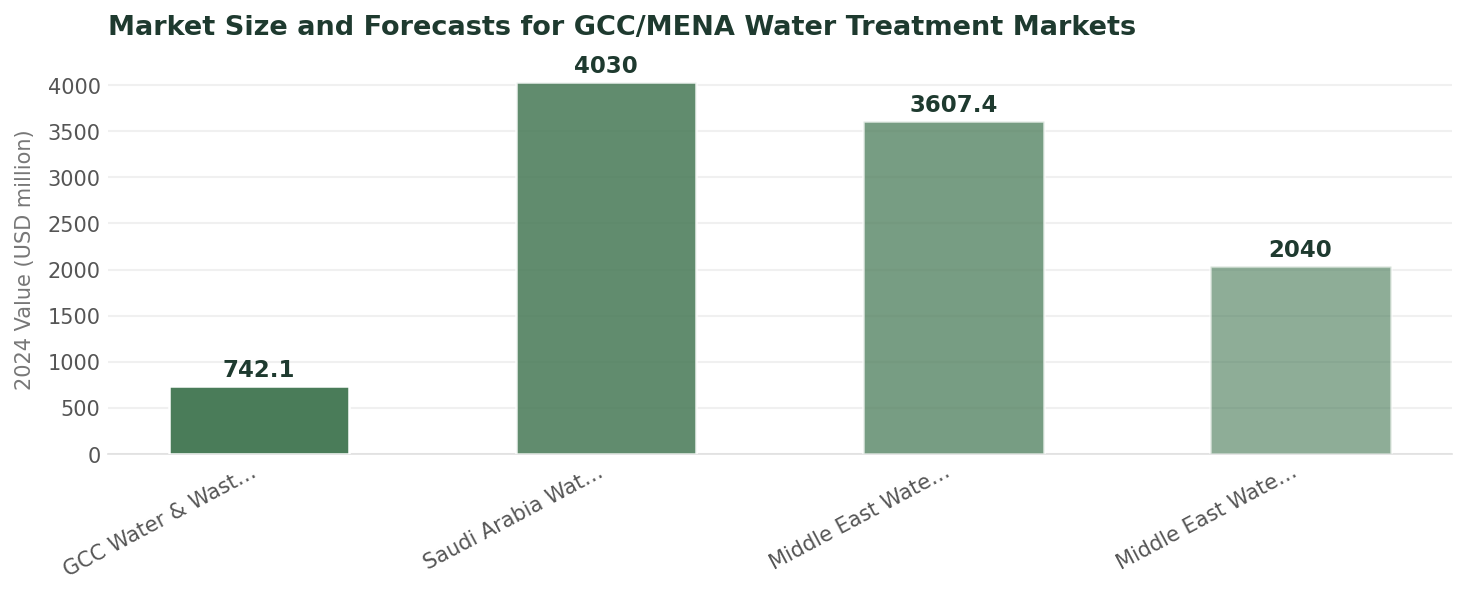 Market Size and Forecasts for GCC/MENA Water Treatment Markets
2024 Value (USD million)
4000
3500
3000
2500
2000
1500
1000
500
0
742.1
4030
3607.4
2040
GCC Water & Wast...
Saudi Arabia Wat...
Middle East Wate...
Middle East Wate...